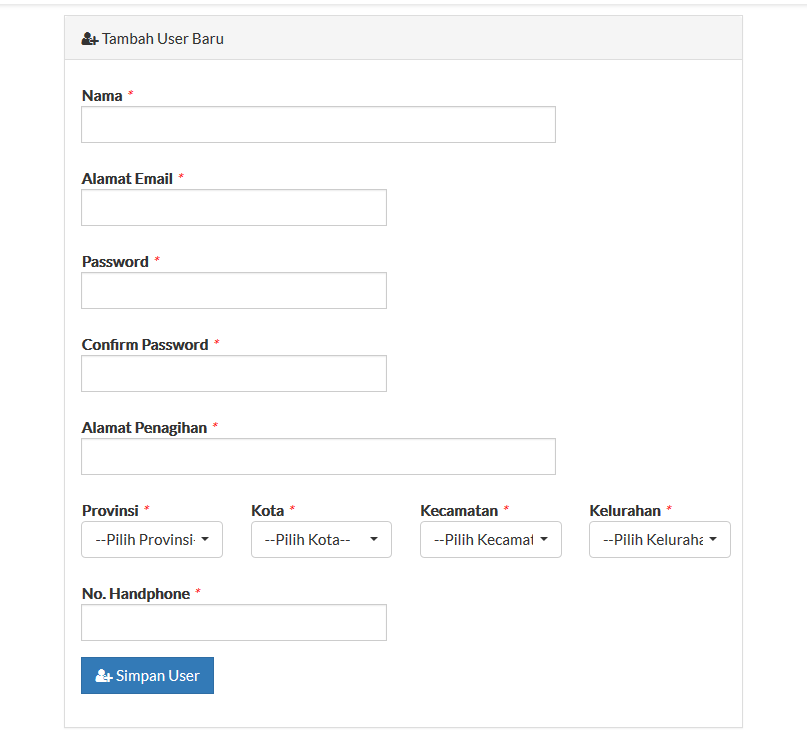 Tambah User Baru
Nama *
Alamat Email *
Password *
Confirm Password *
Alamat Penagihan *
Provinsi * Kota * Kecamatan * Kelurahan *
--Pilih Provinsi- --Pilih Kota-- --Pilih Kecamat --Pilih Keluraha
No. Handphone *
Simpan User